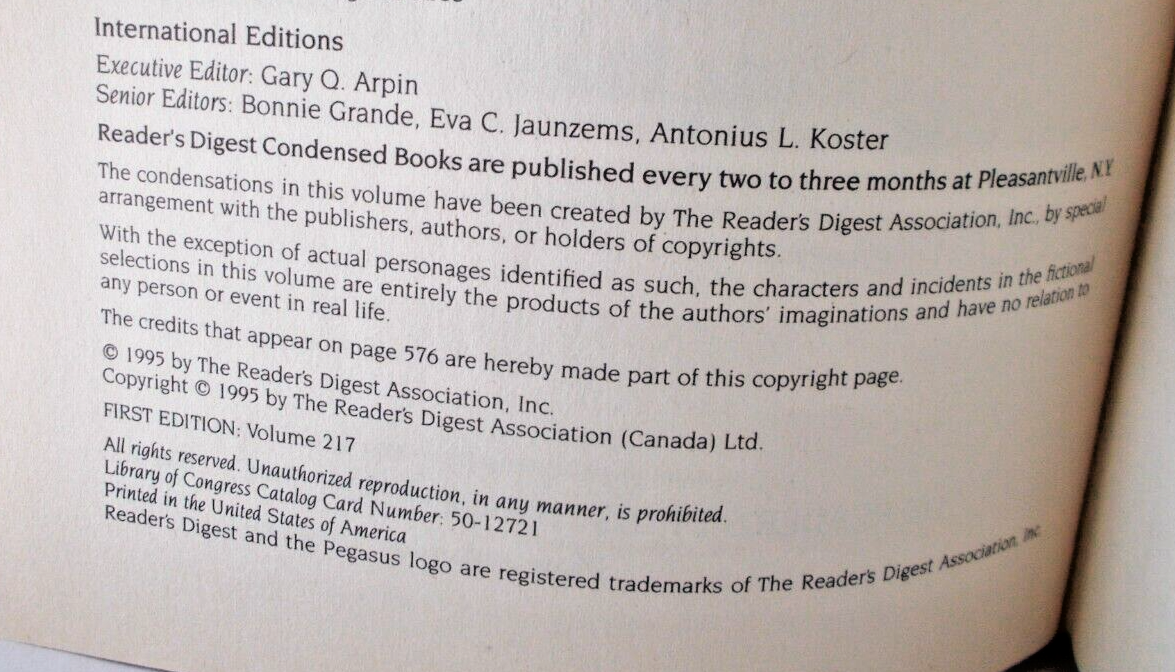 International Editions
Executive Editor: Gary Q. Arpin
Senior Editors: Bonnie Grande, Eva C. Jaunzems, Antonius L. Koster
Reader's Digest Condensed Books are published every two to three months at Pleasantville, N.Y.
The condensations in this volume have been created by The Reader's Digest Association, Inc., by special
arrangement with the publishers, authors, or holders of copyrights.
With the exception of actual personages identified as such, the characters and incidents in the fictional
selections in this volume are entirely the products of the authors' imaginations and have no relation to
any person or event in real life.
The credits that appear on page 576 are hereby made part of this copyright page.
© 1995 by The Reader's Digest Association, Inc.
Copyright © 1995 by The Reader's Digest Association (Canada) Ltd.
FIRST EDITION: Volume 217
All rights reserved. Unauthorized reproduction, in any manner, is prohibited.
Library of Congress Catalog Card Number: 50-12721
Printed in the United States of America
Reader's Digest and the Pegasus logo are registered trademarks of The Reader's Digest Association, Inc.